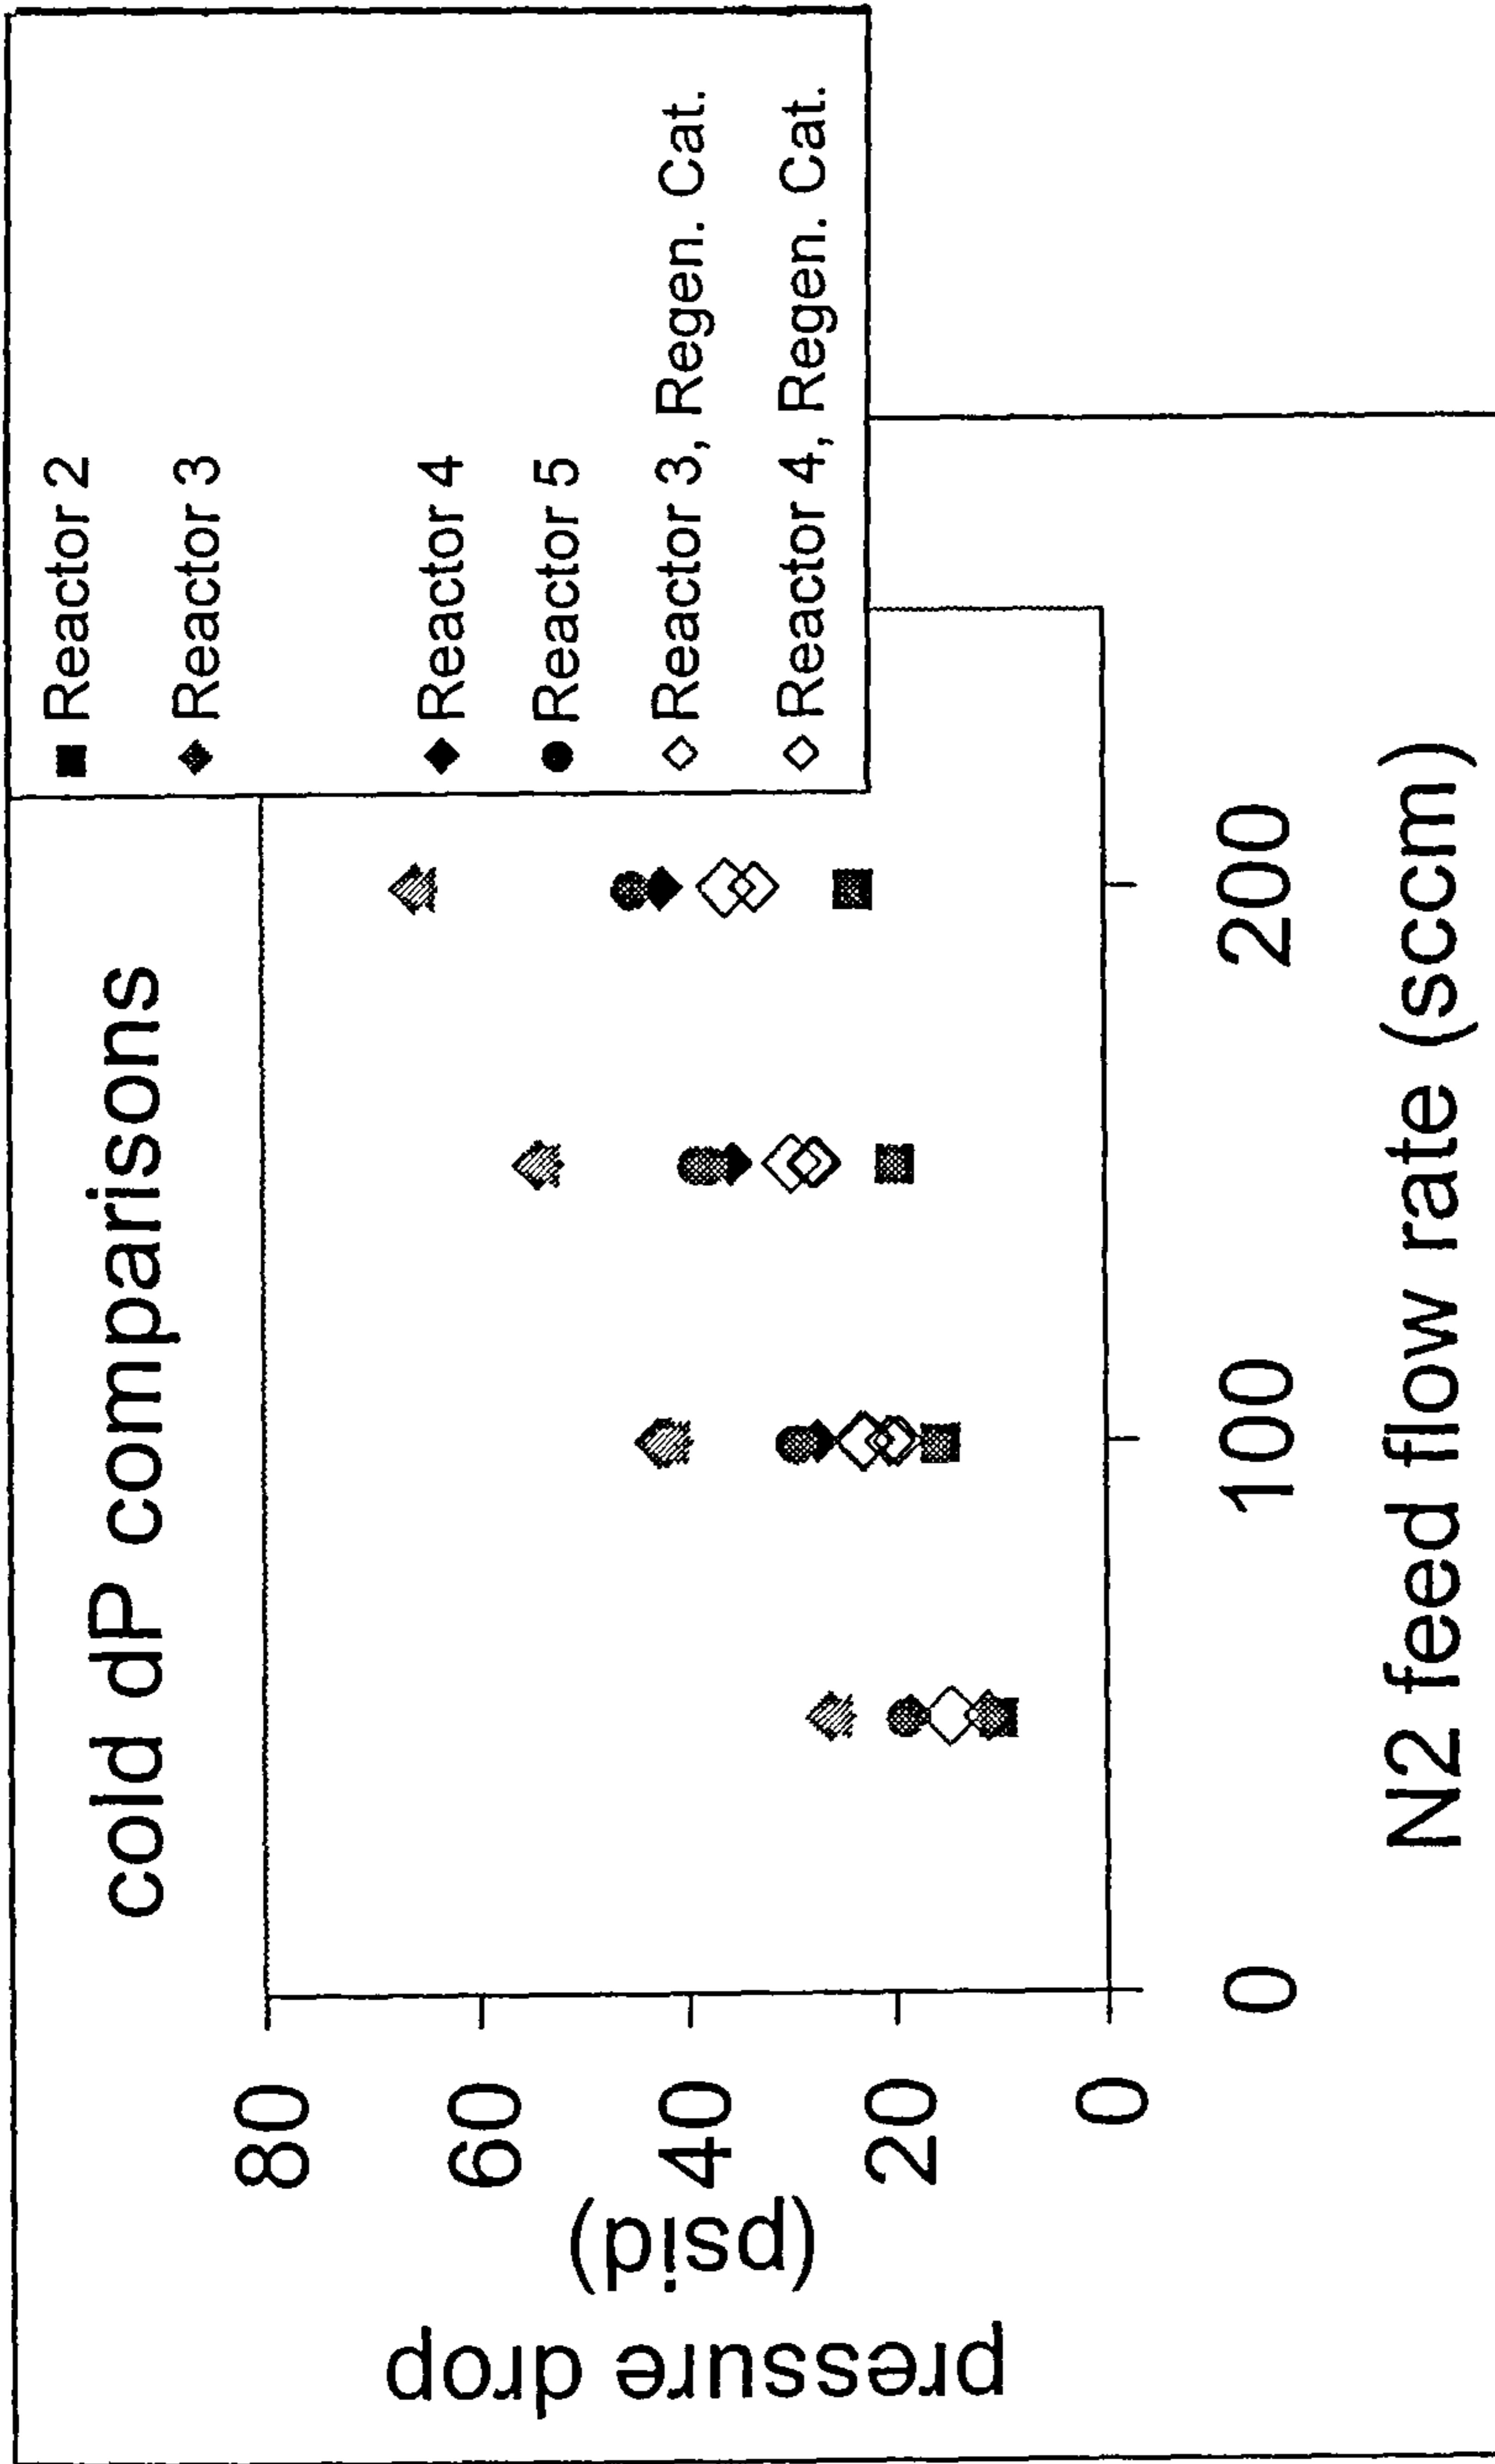 cold dP comparisons
Reactor 2
Reactor 3
Reactor 4
Reactor 5
Reactor 3, Regen. Cat.
Reactor 4, Regen. Cat.
pressure drop
(psid)
80
60
40
20
0
0
100
200
N2 feed flow rate (sccm)